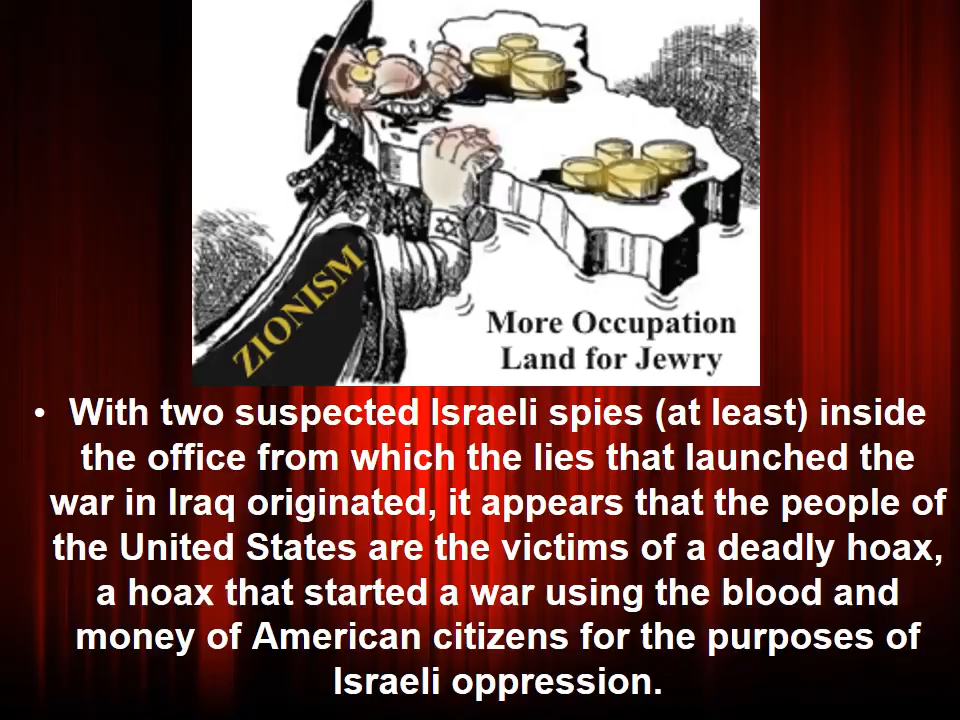 ZIONISM
More Occupation
Land for Jewry
• With two suspected Israeli spies (at least) inside
the office from which the lies that launched the
war in Iraq originated, it appears that the people of
the United States are the victims of a deadly hoax,
a hoax that started a war using the blood and
money of American citizens for the purposes of
Israeli oppression.